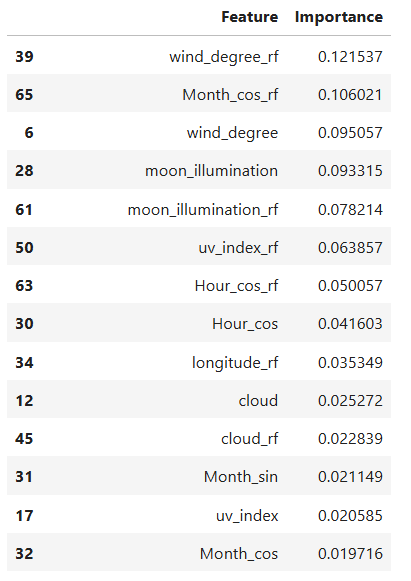 Feature Importance
39 wind_degree_rf 0.121537
65 Month_cos_rf 0.106021
6 wind_degree 0.095057
28 moon_illumination 0.093315
61 moon_illumination_rf 0.078214
50 uv_index_rf 0.063857
63 Hour_cos_rf 0.050057
30 Hour_cos 0.041603
34 longitude_rf 0.035349
12 cloud 0.025272
45 cloud_rf 0.022839
31 Month_sin 0.021149
17 uv_index 0.020585
32 Month_cos 0.019716